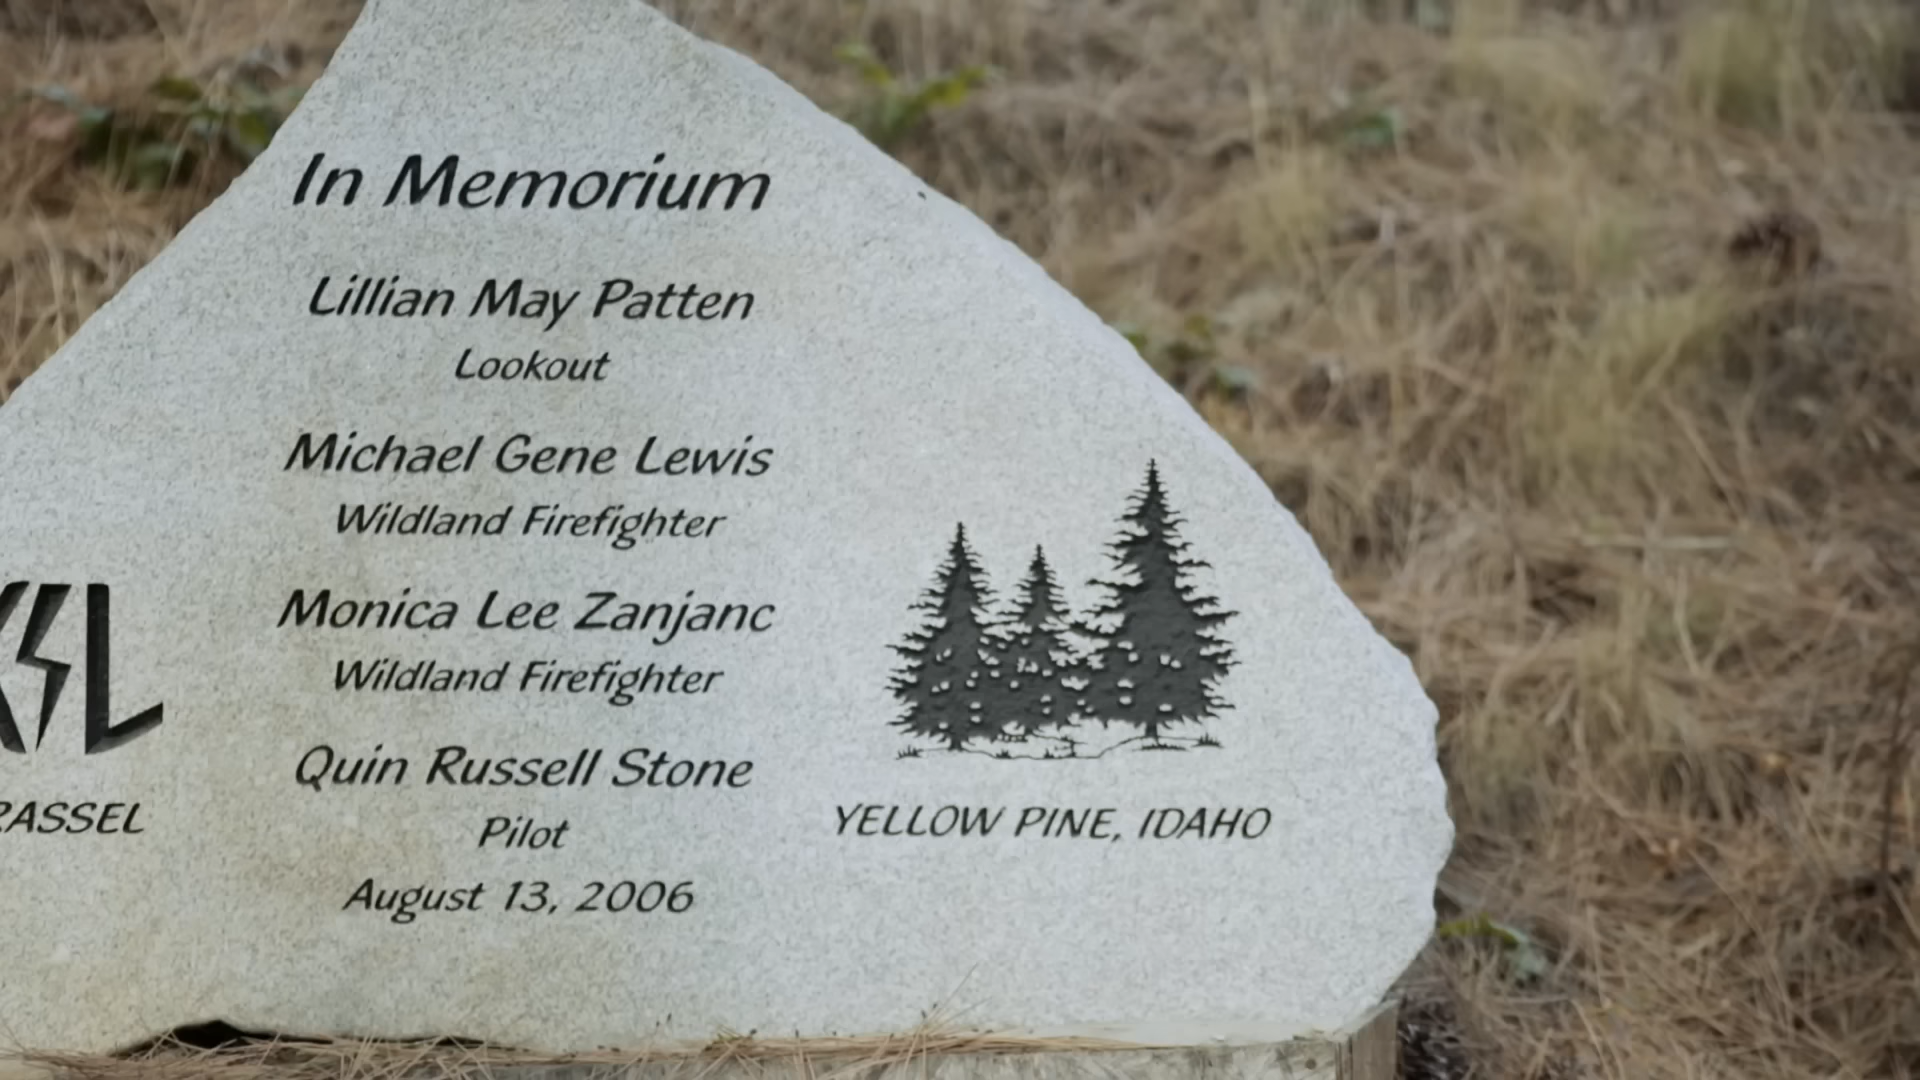 In Memorium
Lillian May Patten
Lookout
Michael Gene Lewis
Wildland Firefighter
Monica Lee Zanjanc
Wildland Firefighter
Quin Russell Stone
Pilot
August 13, 2006
RASSEL
YELLOW PINE, IDAHO